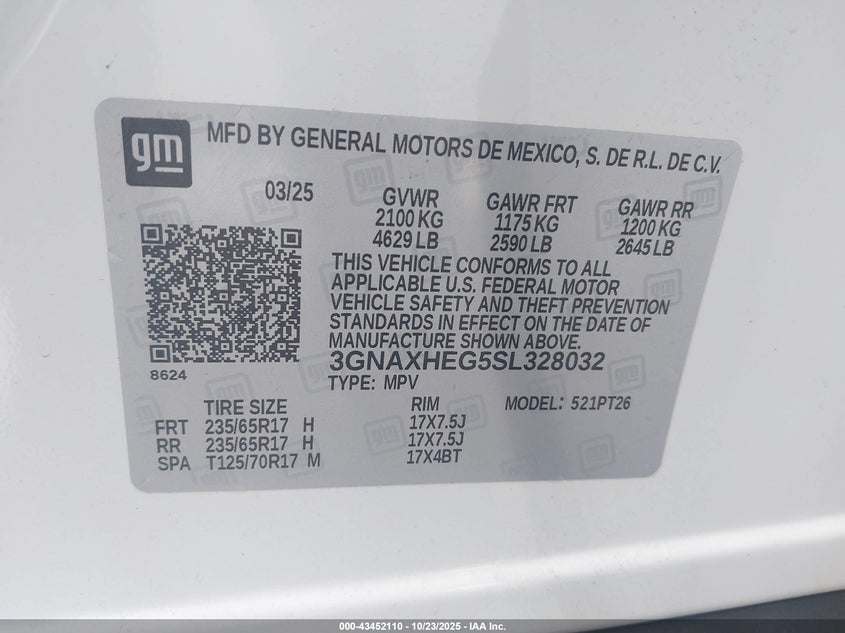 gm
MFD BY GENERAL MOTORS DE MEXICO, S. DE R.L. DE C.V.
03/25
GVWR GAWR FRT GAWR RR
2100 KG 1175 KG 1200 KG
4629 LB 2590 LB 2645 LB
THIS VEHICLE CONFORMS TO ALL
APPLICABLE U.S. FEDERAL MOTOR
VEHICLE SAFETY AND THEFT PREVENTION
STANDARDS IN EFFECT ON THE DATE OF
MANUFACTURE SHOWN ABOVE.
3GNAXHEG5SL328032
8624
TYPE: MPV
TIRE SIZE RIM MODEL: 521PT26
FRT 235/65R17 H 17X7.5J
RR 235/65R17 H 17X7.5J
SPA T125/70R17 M 17X4BT
000-43452110 - 10/23/2025 - IAA Inc.